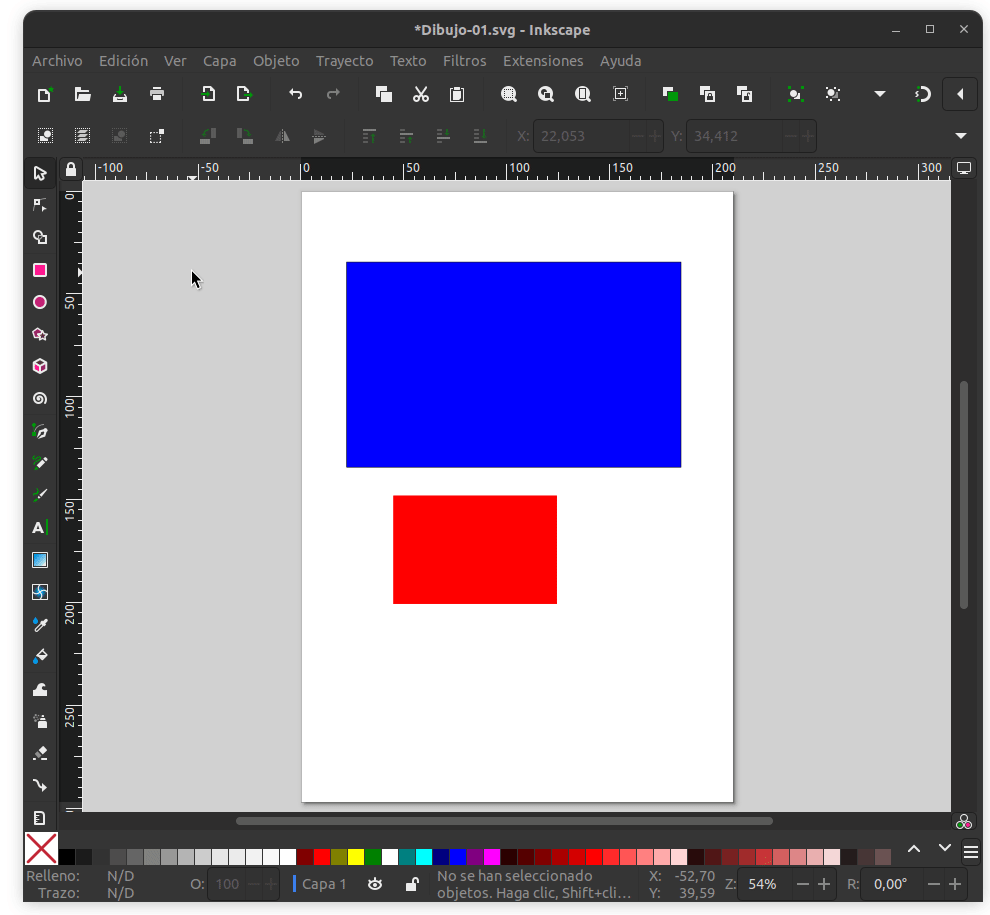 *Dibujo-01.svg - Inkscape
Archivo Edición Ver Capa Objeto Trayecto Texto Filtros Extensiones Ayuda
X: 22,053 Y: 34,412
-100 -50 0 50 100 150 200 250 300
0
50
100
150
200
250
A
Relleno: N/D
Trazo: N/D
O: 100
Capa 1
No se han seleccionado
objetos. Haga clic, Shift+cli...
X: -52,70
Y: 39,59
Z: 54%
R: 0,00°